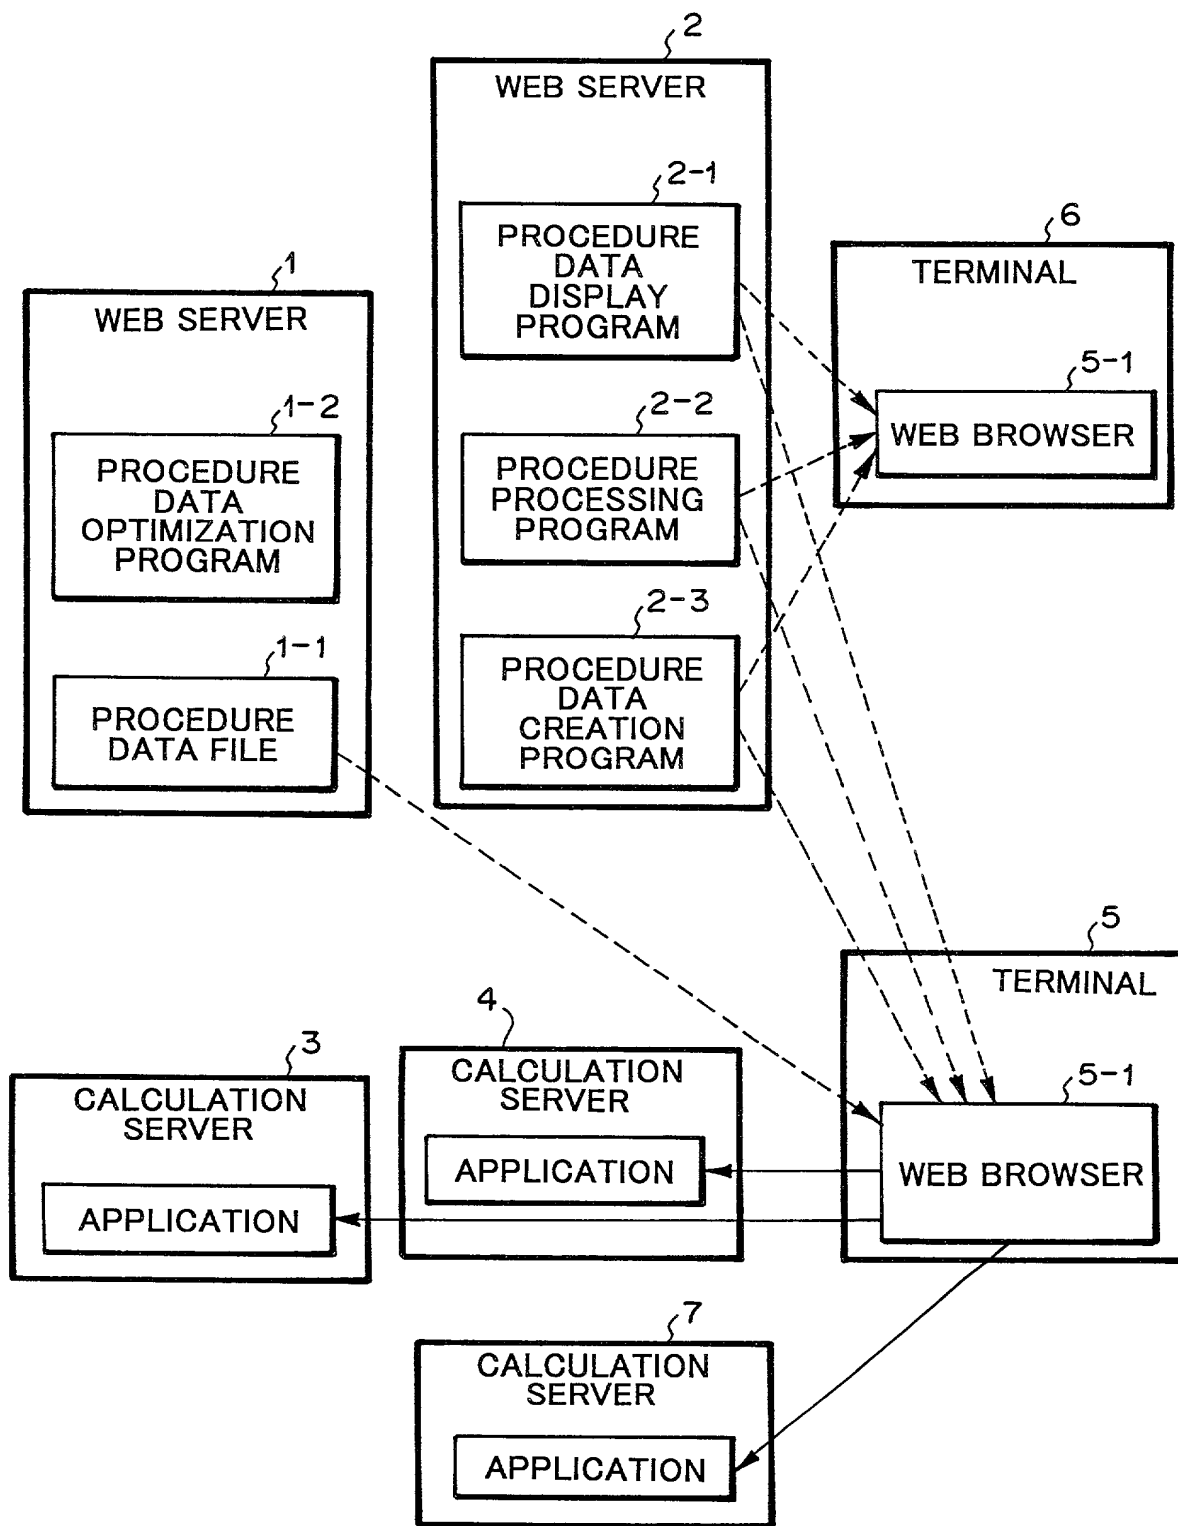 2
WEB SERVER
2-1
PROCEDURE
DATA
DISPLAY
PROGRAM
2-2
PROCEDURE
PROCESSING
PROGRAM
2-3
PROCEDURE
DATA
CREATION
PROGRAM
1
WEB SERVER
1-2
PROCEDURE
DATA
OPTIMIZATION
PROGRAM
1-1
PROCEDURE
DATA FILE
6
TERMINAL
5-1
WEB BROWSER
5
TERMINAL
5-1
WEB BROWSER
4
CALCULATION
SERVER
APPLICATION
3
CALCULATION
SERVER
APPLICATION
7
CALCULATION
SERVER
APPLICATION